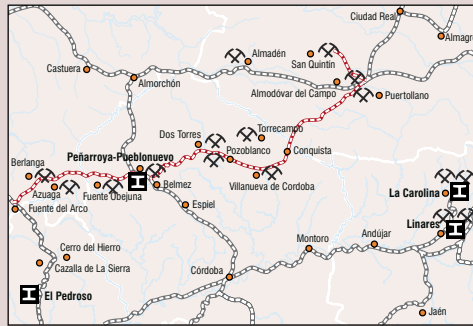 Ciudad Real
Almagro
Almadén
San Quintín
Castuera
Almorchón
Almodóvar del Campo
Puertollano
Dos Torres
Torrecampo
Peñarroya-Pueblonuevo
Pozoblanco
Conquista
Berlanga
Azuaga
Fuente Obejuna
Belmez
Villanueva de Cordoba
La Carolina
Fuente del Arco
Espiel
Linares
Cerro del Hierro
Montoro
Andújar
Cazalla de La Sierra
Córdoba
El Pedroso
Jaén